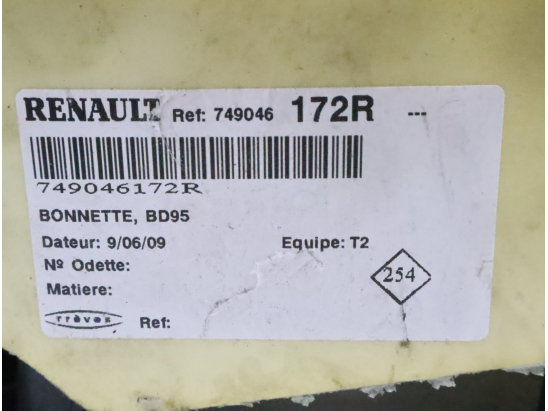 RENAULT Ref: 749046 172R ---
749046172R
BONNETTE, BD95
Dateur: 9/06/09 Equipe: T2
Nº Odette:
254
Matiere:
Trèves Ref: